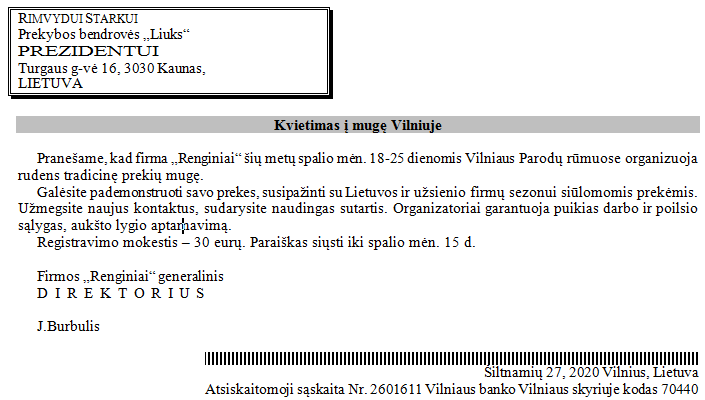 RIMVYDUI STARKUI
Prekybos bendrovės „Liuks“
PREZIDENTUI
Turgaus g-vė 16, 3030 Kaunas,
LIETUVA
Kvietimas į mugę Vilniuje
Pranešame, kad firma „Renginiai“ šių metų spalio mėn. 18-25 dienomis Vilniaus Parodų rūmuose organizuoja
rudens tradicinę prekių mugę.
Galėsite pademonstruoti savo prekes, susipažinti su Lietuvos ir užsienio firmų sezonui siūlomomis prekėmis.
Užmegsite naujus kontaktus, sudarysite naudingas sutartis. Organizatoriai garantuoja puikias darbo ir poilsio
sąlygas, aukšto lygio aptarnavimą.
Registravimo mokestis – 30 eurų. Paraiškas siųsti iki spalio mėn. 15 d.
Firmos „Renginiai“ generalinis
D I R E K T O R I U S
J.Burbulis
Šiltnamių 27, 2020 Vilnius, Lietuva
Atsiskaitomoji sąskaita Nr. 2601611 Vilniaus banko Vilniaus skyriuje kodas 70440